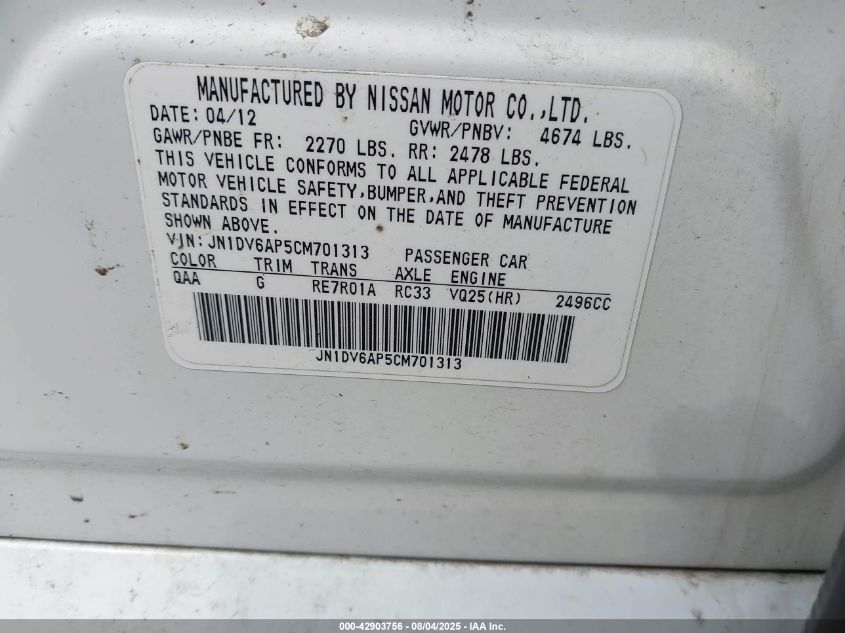 MANUFACTURED BY NISSAN MOTOR CO.,LTD.
DATE: 04/12 GVWR/PNBV: 4674 LBS.
GAWR/PNBE FR: 2270 LBS. RR: 2478 LBS.
THIS VEHICLE CONFORMS TO ALL APPLICABLE FEDERAL
MOTOR VEHICLE SAFETY,BUMPER,AND THEFT PREVENTION
STANDARDS IN EFFECT ON THE DATE OF MANUFACTURE
SHOWN ABOVE.
VIN: JN1DV6AP5CM701313 PASSENGER CAR
COLOR TRIM TRANS AXLE ENGINE
QAA G RE7R01A RC33 VQ25(HR) 2496CC
JN1DV6AP5CM701313
000-42903756 - 08/04/2025 - IAA Inc.